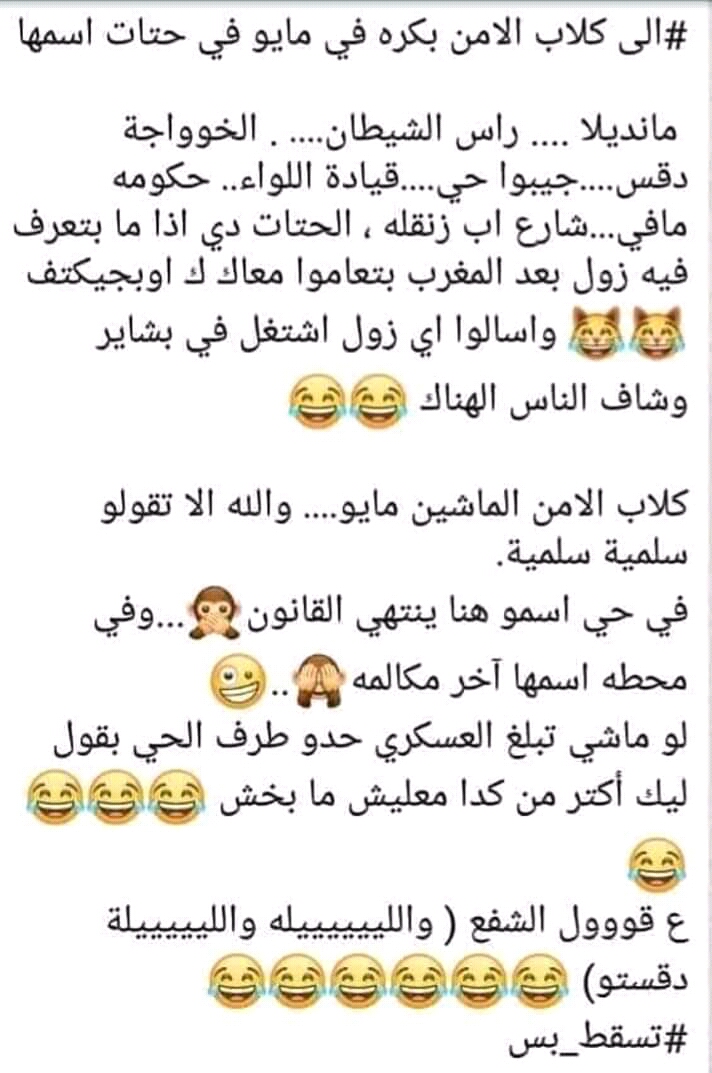 #الى كلاب الامن بكره في مايو في حتات اسمها
مانديلا .... راس الشيطان.... . الخوواجة
دقس....جيبوا حي....قيادة اللواء.. حكومه
مافي...شارع اب زنقله ، الحتات دي اذا ما بتعرف
فيه زول بعد المغرب بتعاموا معاك ك اوبجيكتف
😹😹 واسالوا اي زول اشتغل في بشاير
وشاف الناس الهناك 😂😂
كلاب الامن الماشين مايو.... والله الا تقولو
سلمية سلمية.
في حي اسمو هنا ينتهي القانون🙊...وفي
محطه اسمها آخر مكالمه🙈..🤪
لو ماشي تبلغ العسكري حدو طرف الحي بقول
ليك أكتر من كدا معليش ما بخش 😂😂😂
😂
ع قووول الشفع ( والليييييييله والليييييييلة
دقستو) 😂😂😂😂😂😂
#تسقط_بس